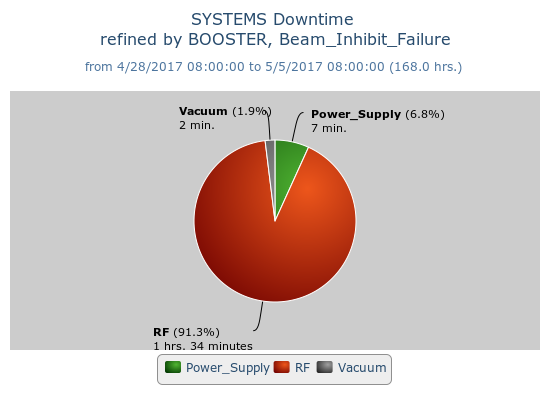 SYSTEMS Downtime
refined by BOOSTER, Beam_Inhibit_Failure
from 4/28/2017 08:00:00 to 5/5/2017 08:00:00 (168.0 hrs.)
Vacuum (1.9%)
2 min.
Power_Supply (6.8%)
7 min.
RF (91.3%)
1 hrs. 34 minutes
Power_Supply RF Vacuum